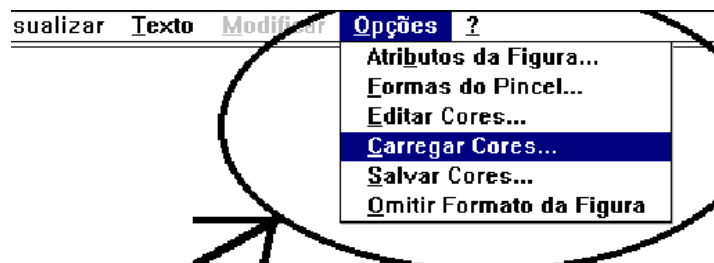 sualizar Texto Modificar Opções ?
Atributos da Figura...
Formas do Pincel...
Editar Cores...
Carregar Cores...
Salvar Cores...
Omitir Formato da Figura